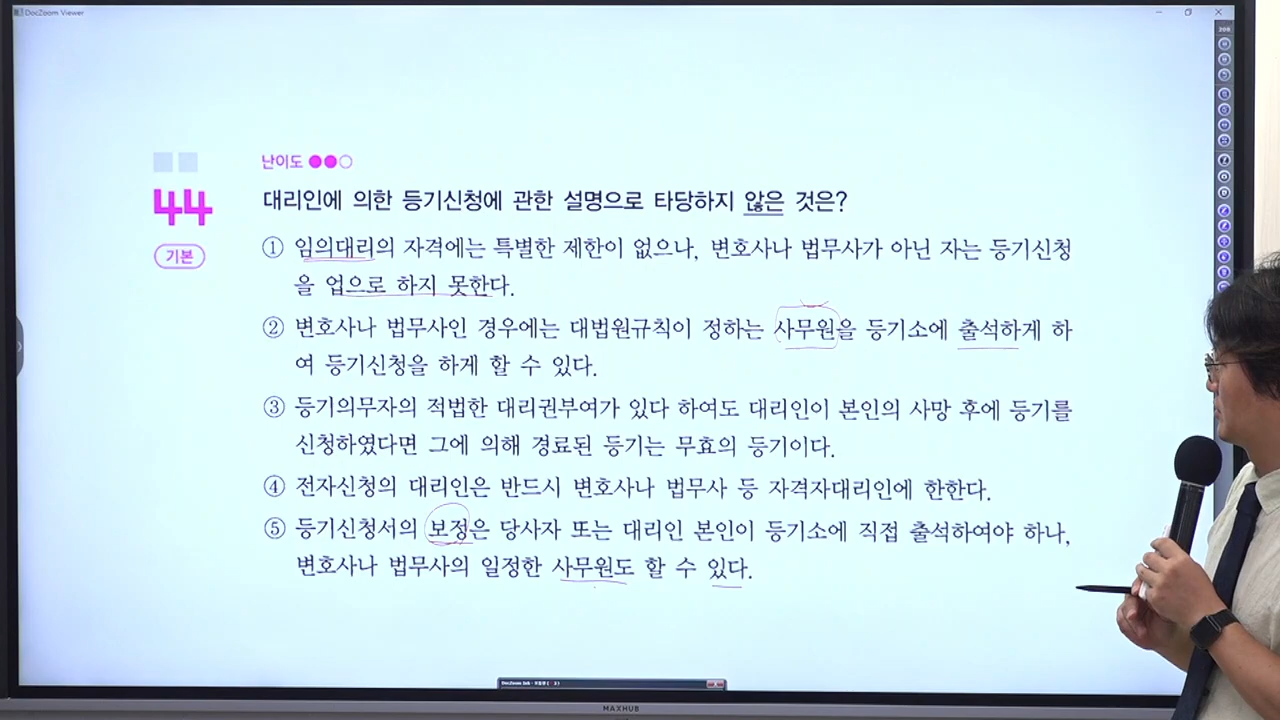 DocZoom Viewer
206
난이도
44
대리인에 의한 등기신청에 관한 설명으로 타당하지 않은 것은?
기본
① 임의대리의 자격에는 특별한 제한이 없으나, 변호사나 법무사가 아닌 자는 등기신청
을 업으로 하지 못한다.
② 변호사나 법무사인 경우에는 대법원규칙이 정하는 사무원을 등기소에 출석하게 하
여 등기신청을 하게 할 수 있다.
③ 등기의무자의 적법한 대리권부여가 있다 하여도 대리인이 본인의 사망 후에 등기를
신청하였다면 그에 의해 경료된 등기는 무효의 등기이다.
④ 전자신청의 대리인은 반드시 변호사나 법무사 등 자격자대리인에 한한다.
⑤ 등기신청서의 보정은 당사자 또는 대리인 본인이 등기소에 직접 출석하여야 하나,
변호사나 법무사의 일정한 사무원도 할 수 있다.
MAXHUB